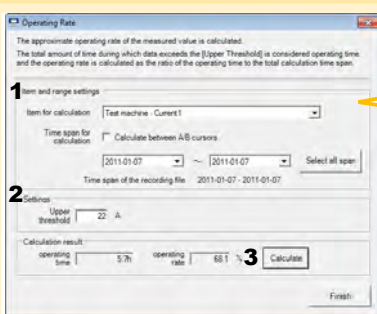 Operating Rate
The approximate operating rate of the measured value is calculated.
The total amount of time during which data exceeds the [Upper Threshold] is considered operating time
and the operating rate is calculated as the ratio of the operating time to the total calculation time span.
1 Item and range settings
Item for calculation Test machine - Current1
Time span for calculation Calculate between A/B cursors
2011-01-07 ~ 2011-01-07 Select all span
Time span of the recording file 2011-01-07 - 2011-01-07
2 Settings
Upper threshold 22 A
Calculation result
operating time 5.7h operating rate 68.1 % 3 Calculate
Finish